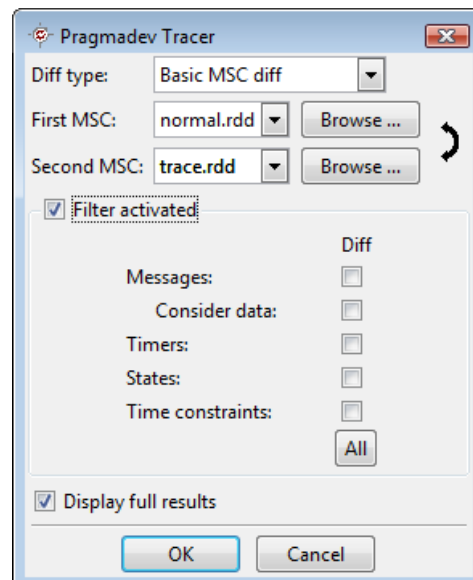 Pragmadev Tracer
Diff type: Basic MSC diff
First MSC: normal.rdd Browse ...
Second MSC: trace.rdd Browse ...
Filter activated
Diff
Messages:
Consider data:
Timers:
States:
Time constraints:
All
Display full results
OK Cancel